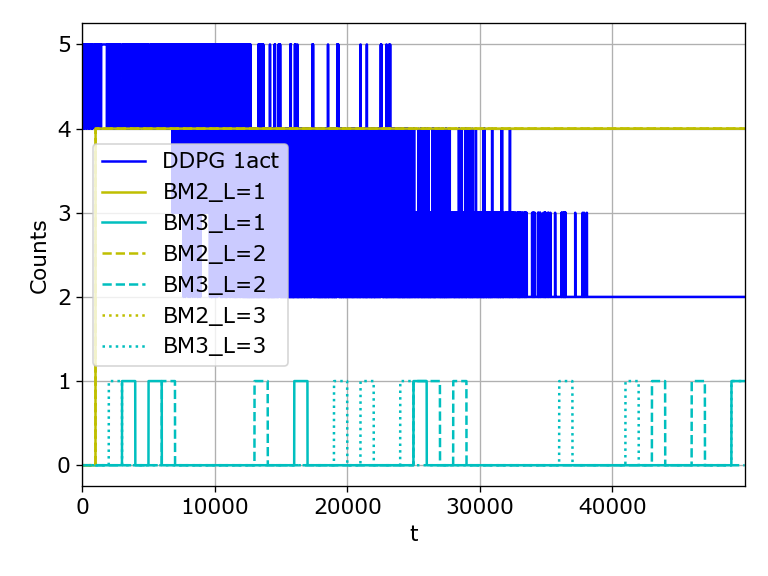 5
4
3
2
1
0
Counts
DDPG 1act
BM2_L=1
BM3_L=1
BM2_L=2
BM3_L=2
BM2_L=3
BM3_L=3
0 10000 20000 30000 40000
t